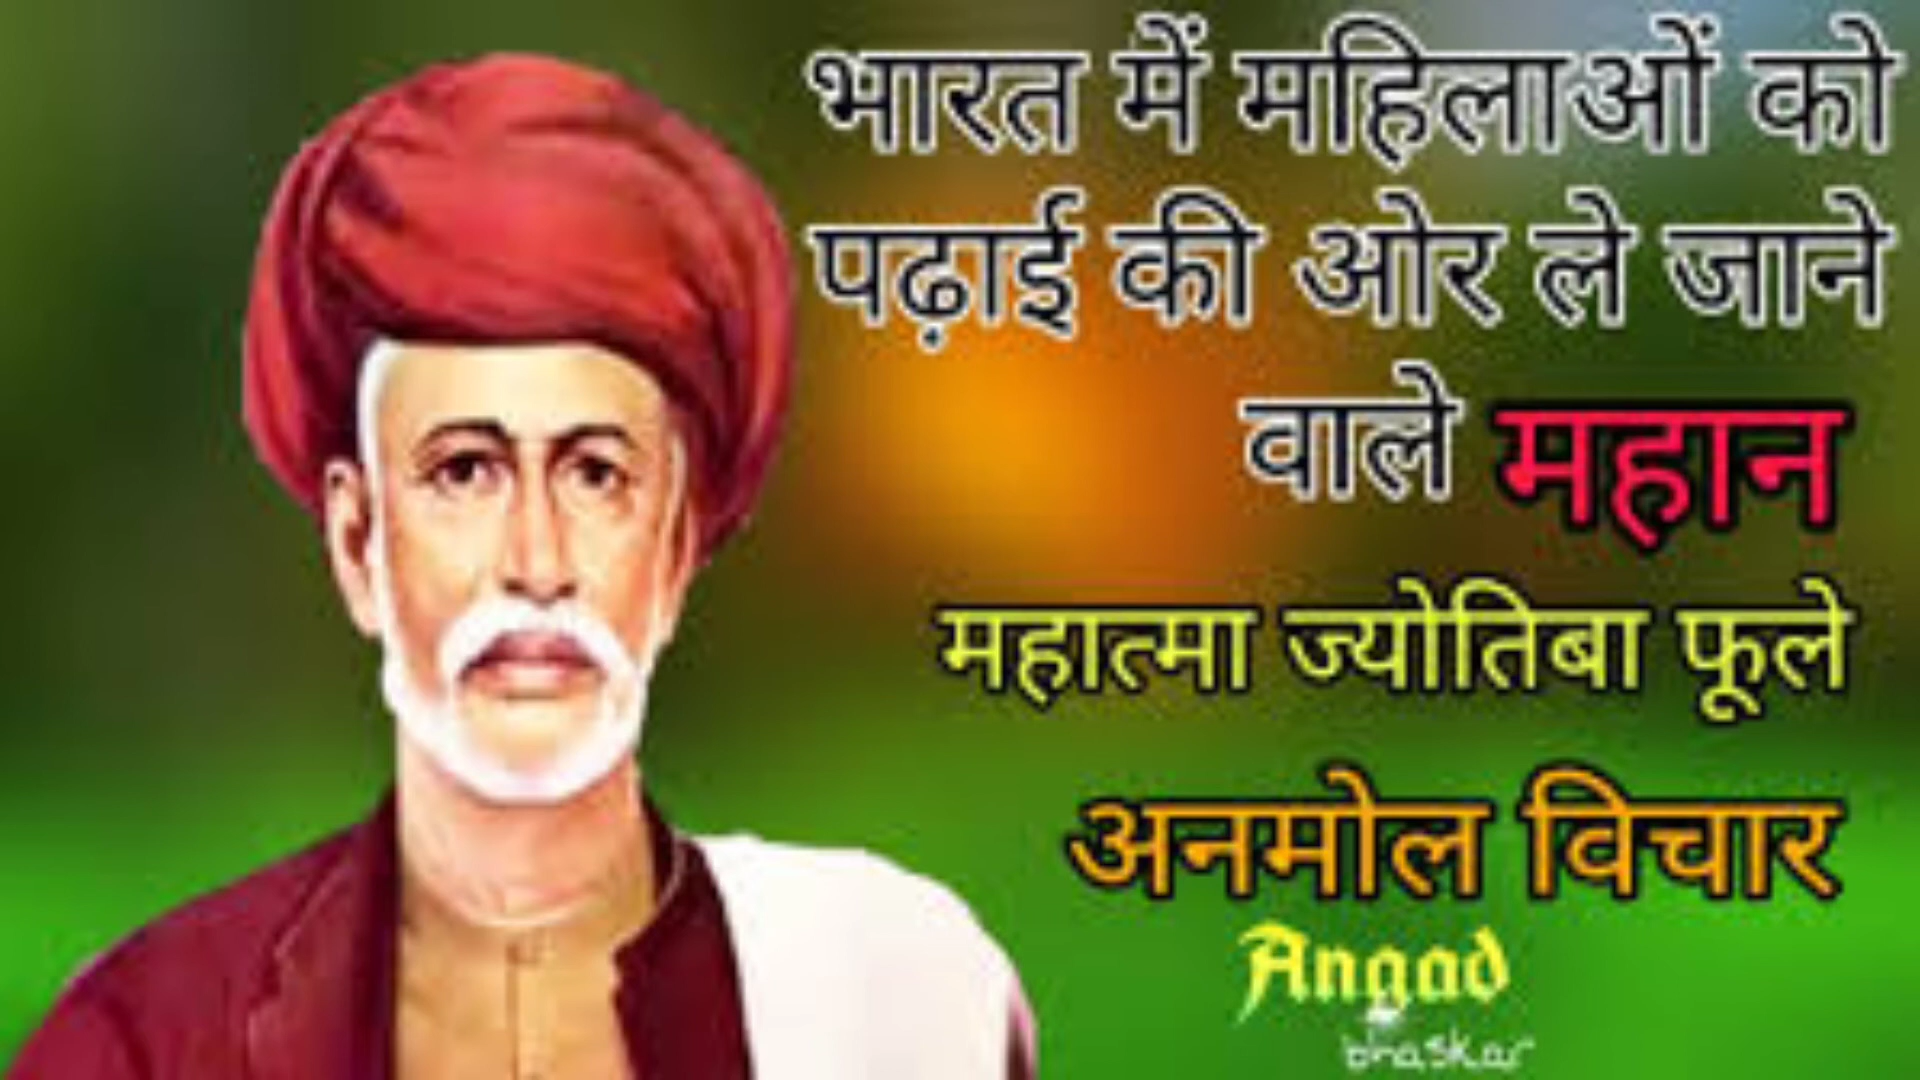 भारत में महिलाओं को
पढ़ाई की ओर ले जाने
वाले महान
महात्मा ज्योतिबा फूले
अनमोल विचार
Angad
bhaskar